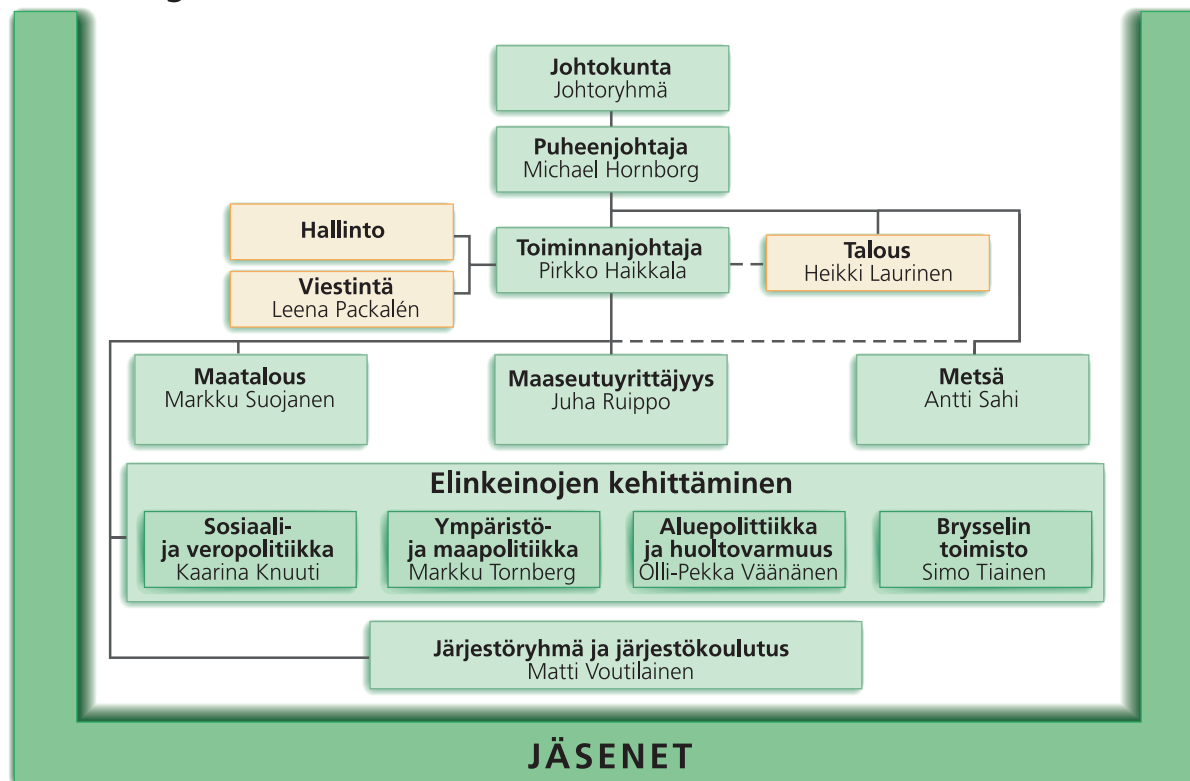 Johtokunta
Johtoryhmä
Puheenjohtaja
Michael Hornborg
Hallinto
Toiminnanjohtaja
Pirkko Haikkala
Talous
Heikki Laurinen
Viestintä
Leena Packalén
Maatalous
Markku Suojanen
Maaseutuyrittäjyys
Juha Ruippo
Metsä
Antti Sahi
Elinkeinojen kehittäminen
Sosiaali-
ja veropolitiikka
Kaarina Knuuti
Ympäristö-
ja maapolitiikka
Markku Tornberg
Aluepolittiikka
ja huoltovarmuus
Olli-Pekka Väänänen
Brysselin
toimisto
Simo Tiainen
Järjestöryhmä ja järjestökoulutus
Matti Voutilainen
JÄSENET